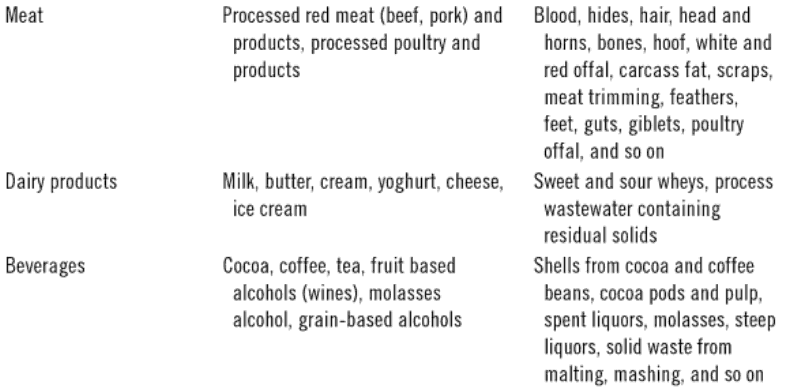 Meat
Processed red meat (beef, pork) and
products, processed poultry and
products
Blood, hides, hair, head and
horns, bones, hoof, white and
red offal, carcass fat, scraps,
meat trimming, feathers,
feet, guts, giblets, poultry
offal, and so on
Dairy products
Milk, butter, cream, yoghurt, cheese,
ice cream
Sweet and sour wheys, process
wastewater containing
residual solids
Beverages
Cocoa, coffee, tea, fruit based
alcohols (wines), molasses
alcohol, grain-based alcohols
Shells from cocoa and coffee
beans, cocoa pods and pulp,
spent liquors, molasses, steep
liquors, solid waste from
malting, mashing, and so on